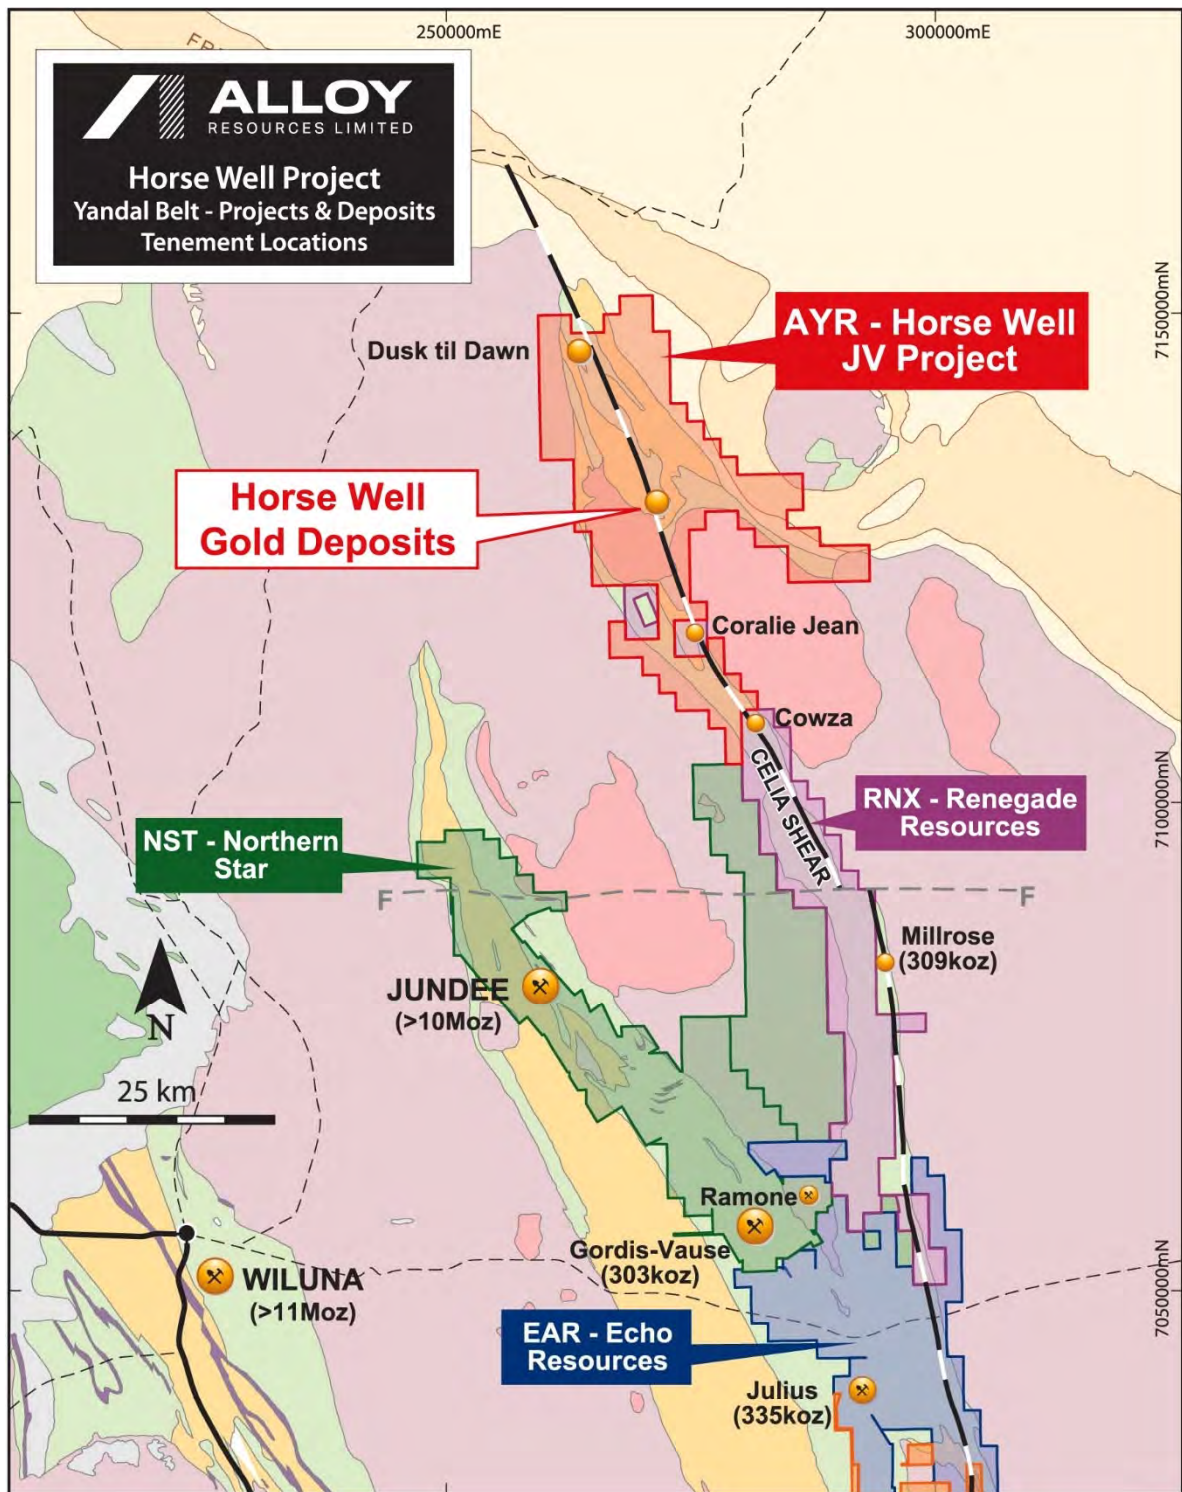 250000mE
300000mE
ALLOY
RESOURCES LIMITED
Horse Well Project
Yandal Belt - Projects & Deposits
Tenement Locations
7150000mN
AYR - Horse Well
JV Project
Dusk til Dawn
Horse Well
Gold Deposits
Coralie Jean
Cowza
CELIA SHEAR
RNX - Renegade
Resources
7100000mN
NST - Northern
Star
F
F
Millrose
(309koz)
JUNDEE
(>10Moz)
N
25 km
Ramone
Gordis-Vause
(303koz)
WILUNA
(>11Moz)
7050000mN
EAR - Echo
Resources
Julius
(335koz)